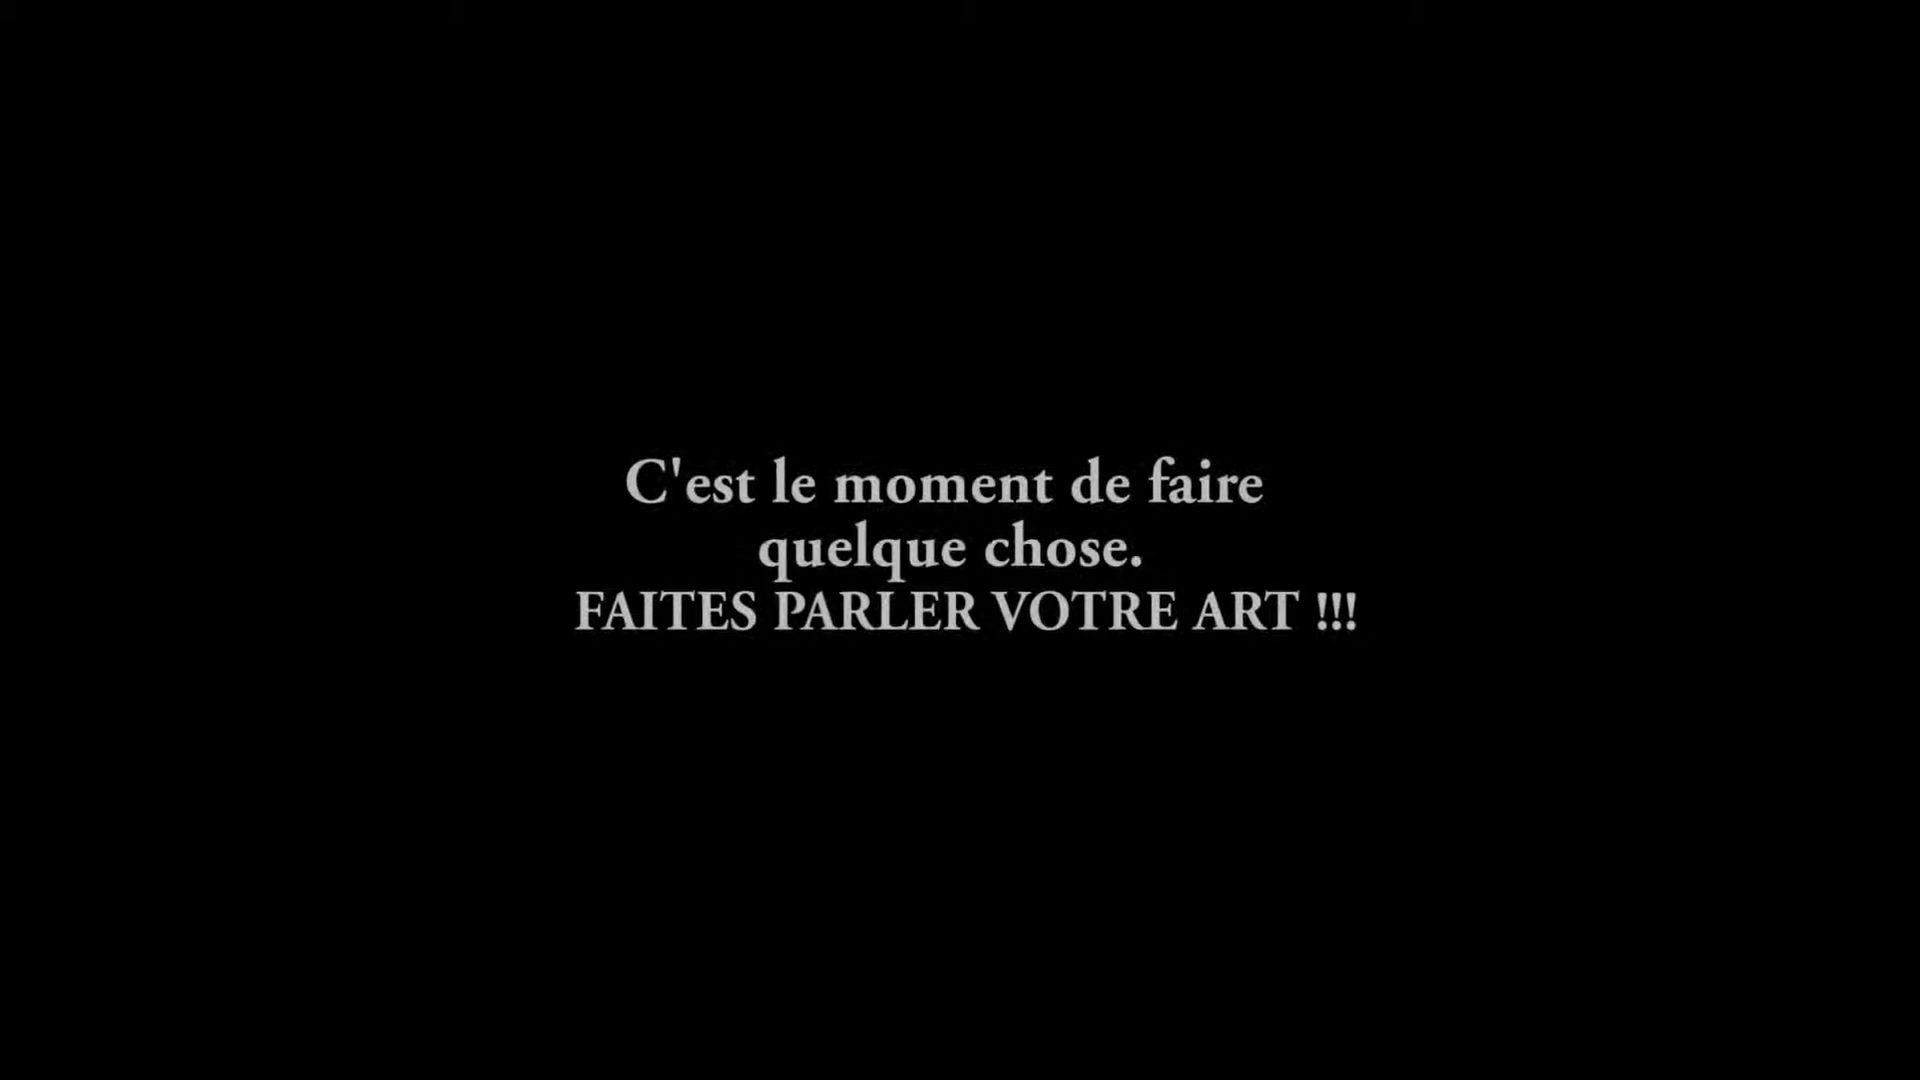 C'est le moment de faire
quelque chose.
FAITES PARLER VOTRE ART !!!